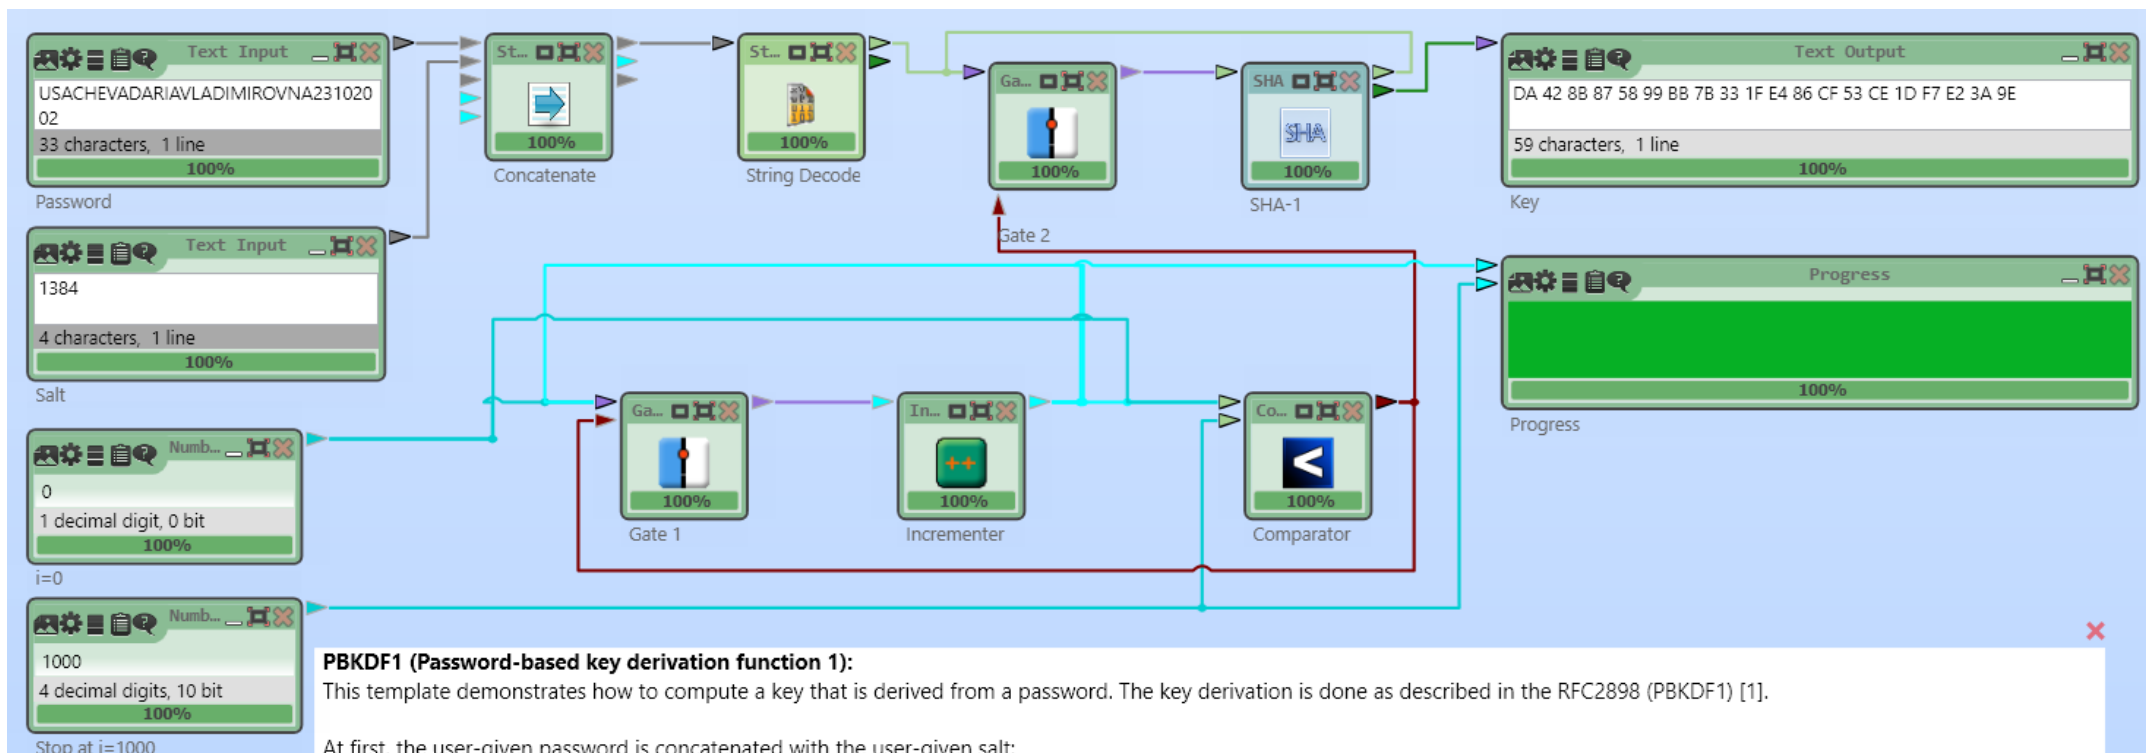 Text Input
USACHEVADARIAVLADIMIROVNA231020
02
33 characters, 1 line
100%
Password
St...
100%
Concatenate
St...
100%
String Decode
Ga...
100%
Gate 2
SHA
SHA
100%
SHA-1
Text Output
DA 42 8B 87 58 99 BB 7B 33 1F E4 86 CF 53 CE 1D F7 E2 3A 9E
59 characters, 1 line
100%
Key
Text Input
1384
4 characters, 1 line
100%
Salt
Progress
100%
Progress
Numb...
0
1 decimal digit, 0 bit
100%
i=0
Ga...
100%
Gate 1
In...
++
100%
Incrementer
Co...
<
100%
Comparator
Numb...
1000
4 decimal digits, 10 bit
100%
Stop at i=1000
PBKDF1 (Password-based key derivation function 1):
This template demonstrates how to compute a key that is derived from a password. The key derivation is done as described in the RFC2898 (PBKDF1) [1].
At first, the user-given password is concatenated with the user-given salt: